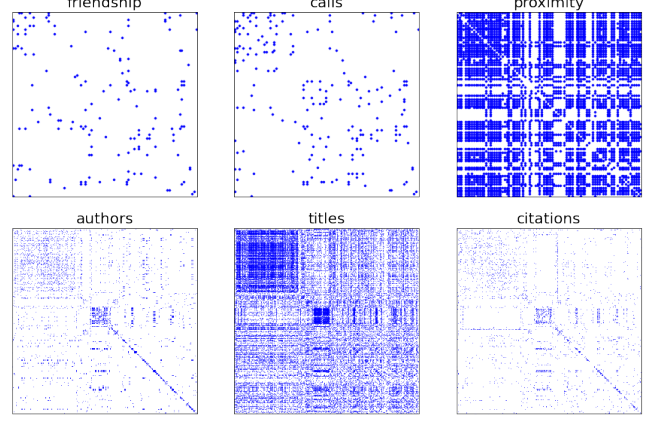 friendship
calls
proximity
authors
titles
citations